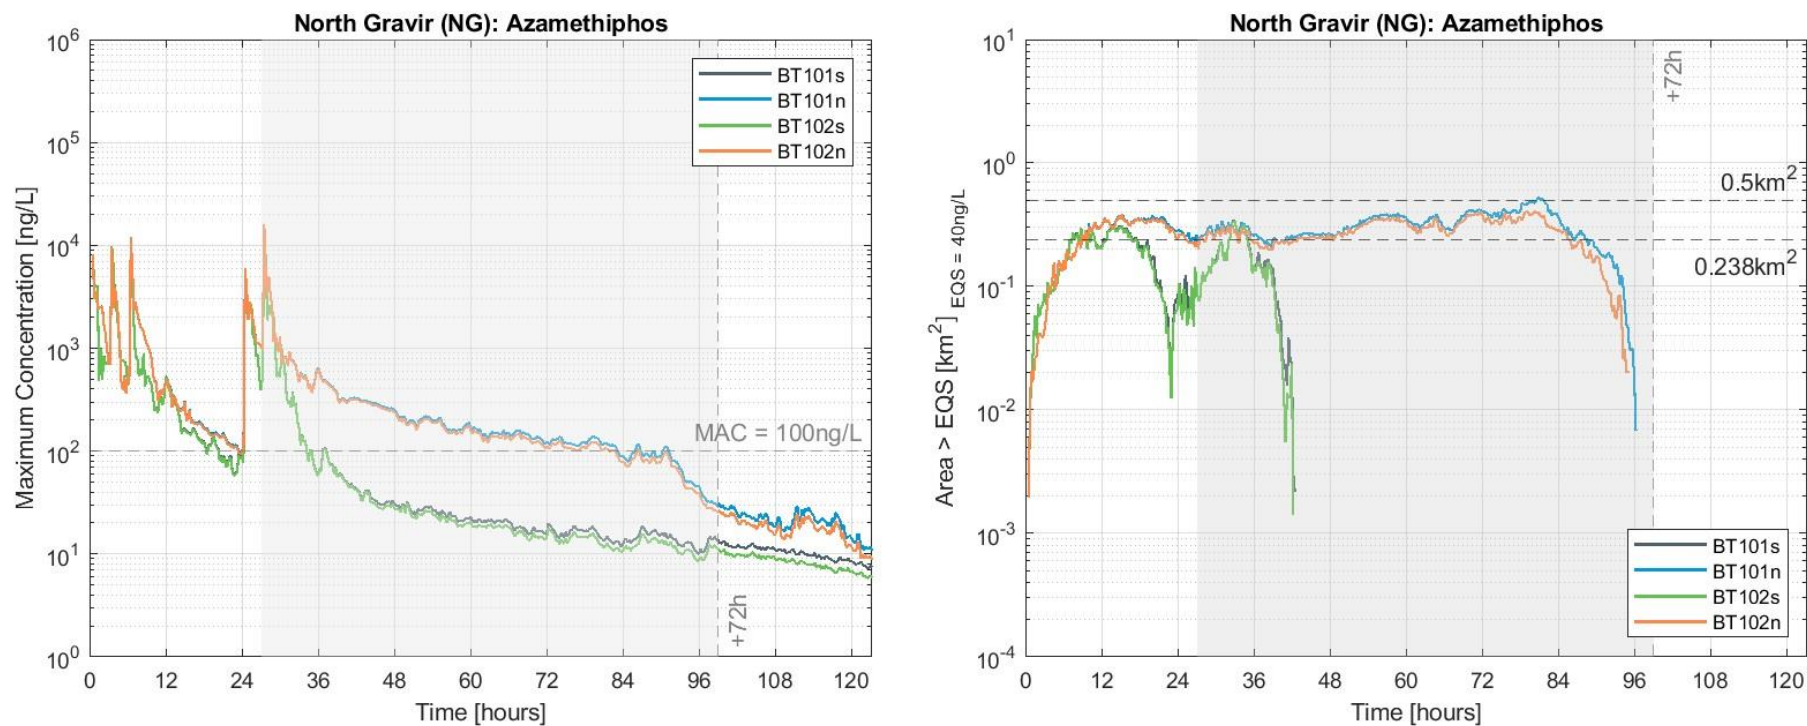 North Gravir (NG): Azamethiphos
Maximum Concentration [ng/L]
10^6
10^5
10^4
10^3
10^2
10^1
10^0
BT101s
BT101n
BT102s
BT102n
MAC = 100ng/L
+72h
0 12 24 36 48 60 72 84 96 108 120
Time [hours]
North Gravir (NG): Azamethiphos
Area > EQS [km^2] EQS = 40ng/L
10^1
10^0
10^-1
10^-2
10^-3
10^-4
+72h
0.5km^2
0.238km^2
BT101s
BT101n
BT102s
BT102n
0 12 24 36 48 60 72 84 96 108 120
Time [hours]